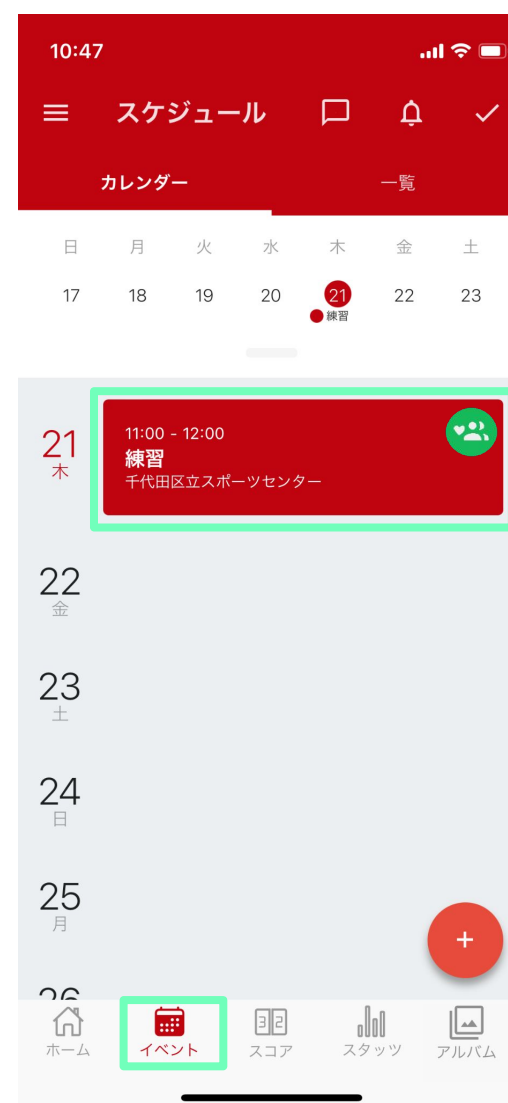 10:47
スケジュール
カレンダー 一覧
日 月 火 水 木 金 土
17 18 19 20 21 22 23
練習
21
木
11:00 - 12:00
練習
千代田区立スポーツセンター
22
金
23
土
24
日
25
月
+
26
32
ホーム イベント スコア スタッツ アルバム